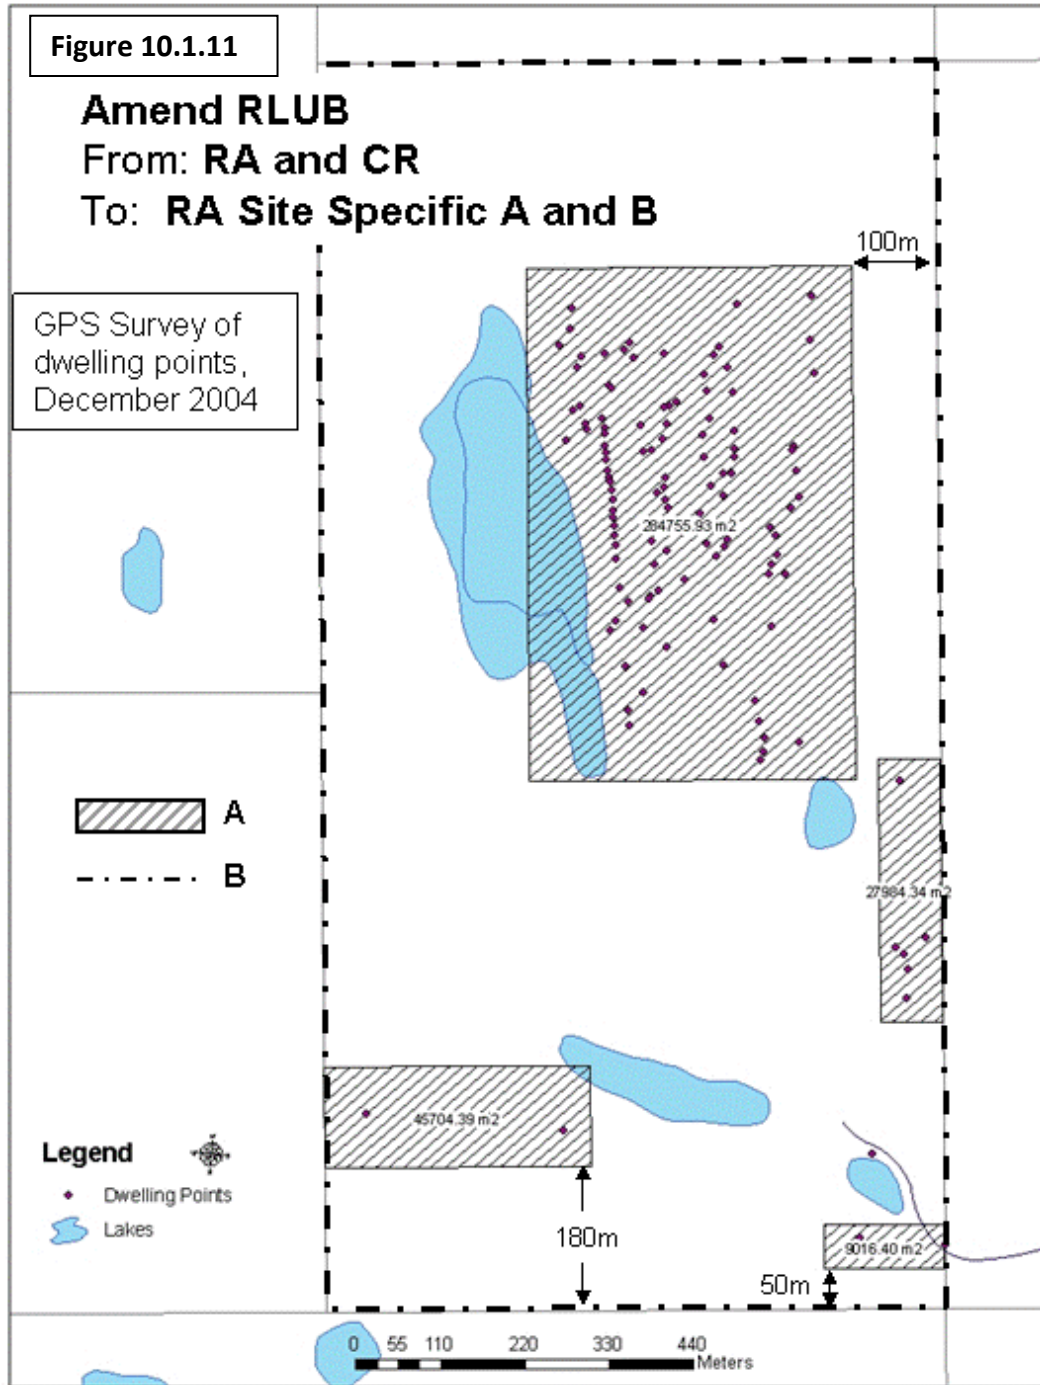 Figure 10.1.11
Amend RLUB
From: RA and CR
To: RA Site Specific A and B
100m
GPS Survey of
dwelling points,
December 2004
284755.93 m2
A
B
27984.34 m2
45704.39 m2
Legend
Dwelling Points
Lakes
180m
9016.40 m2
50m
0 55 110 220 330 440
Meters